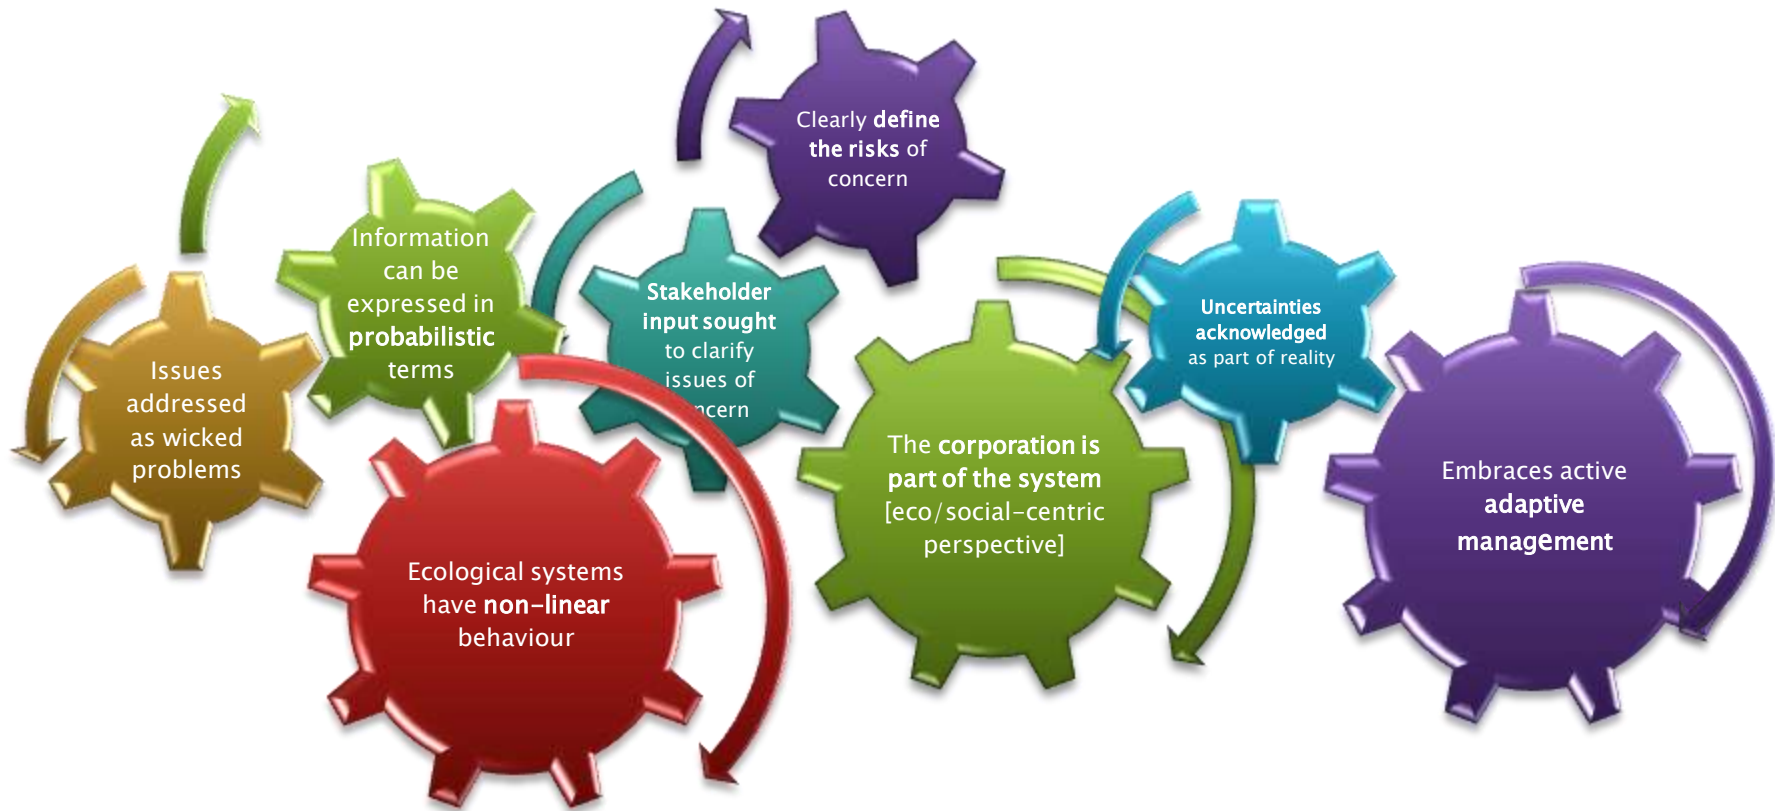 Clearly define
the risks of
concern
Information
can be
expressed in
probabilistic
terms
Stakeholder
input sought
to clarify
issues of
ncern
Uncertainties
acknowledged
as part of reality
Issues
addressed
as wicked
problems
The corporation is
part of the system
[eco/social-centric
perspective]
Embraces active
adaptive
management
Ecological systems
have non-linear
behaviour